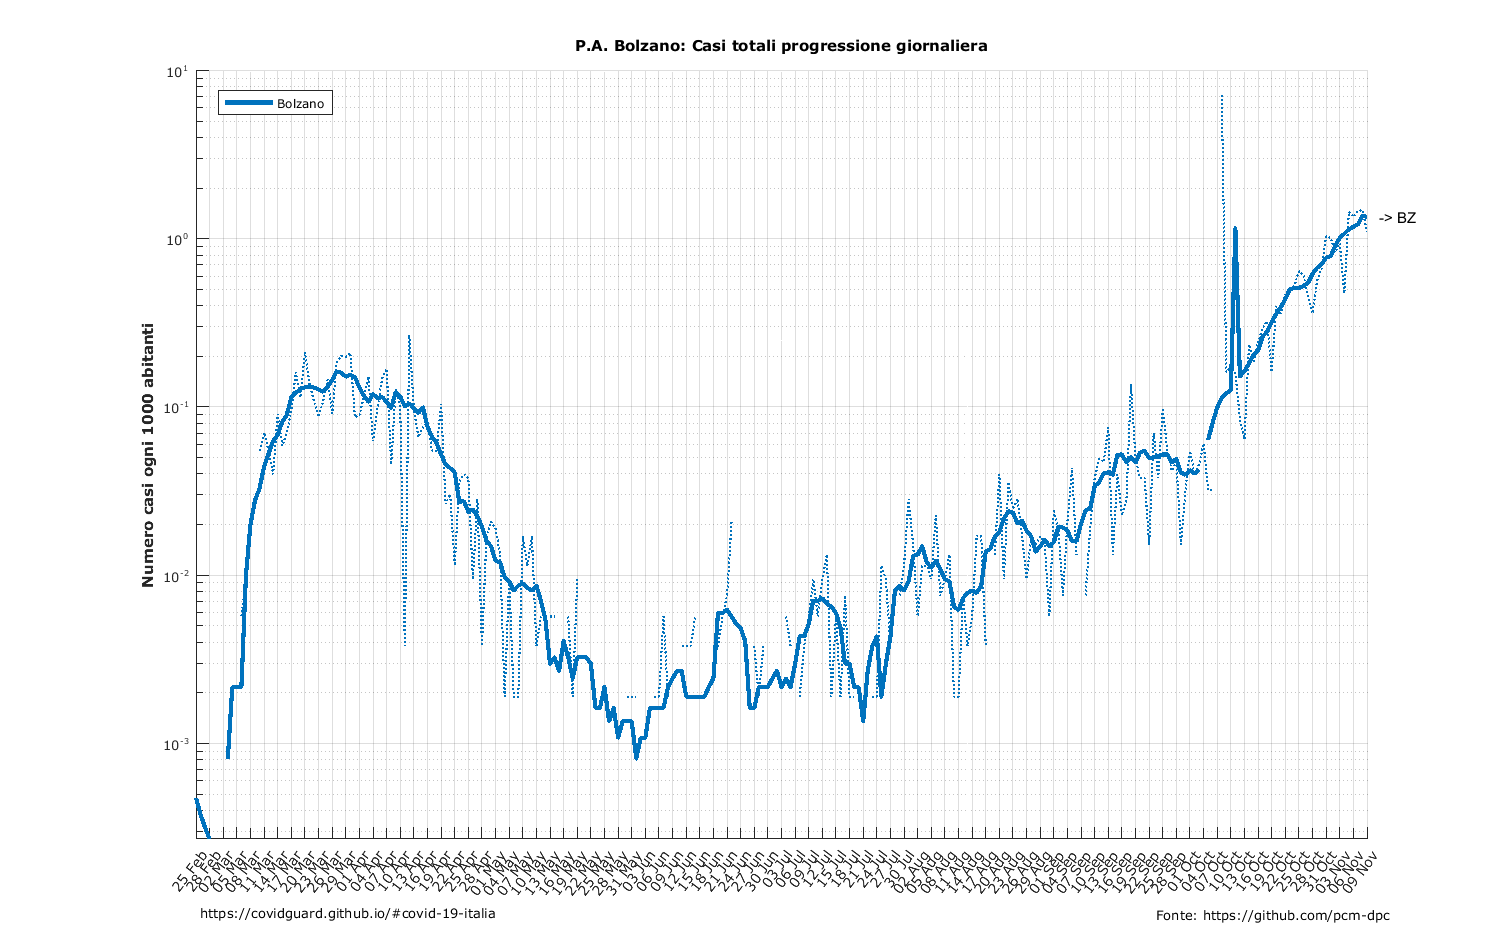 P.A. Bolzano: Casi totali progressione giornaliera
Bolzano
Numero casi ogni 1000 abitanti
10¹
10⁰
10⁻¹
10⁻²
10⁻³
-> BZ
25 Feb
28 Feb
02 Mar
05 Mar
08 Mar
11 Mar
14 Mar
17 Mar
20 Mar
23 Mar
26 Mar
29 Mar
01 Apr
04 Apr
07 Apr
10 Apr
13 Apr
16 Apr
19 Apr
22 Apr
25 Apr
28 Apr
01 May
04 May
07 May
10 May
13 May
16 May
19 May
22 May
25 May
28 May
31 May
03 Jun
06 Jun
09 Jun
12 Jun
15 Jun
18 Jun
21 Jun
24 Jun
27 Jun
30 Jun
03 Jul
06 Jul
09 Jul
12 Jul
15 Jul
18 Jul
21 Jul
24 Jul
27 Jul
30 Jul
02 Aug
05 Aug
08 Aug
11 Aug
14 Aug
17 Aug
20 Aug
23 Aug
26 Aug
29 Aug
01 Sep
04 Sep
07 Sep
10 Sep
13 Sep
16 Sep
19 Sep
22 Sep
25 Sep
28 Sep
01 Oct
04 Oct
07 Oct
10 Oct
13 Oct
16 Oct
19 Oct
22 Oct
25 Oct
28 Oct
31 Oct
03 Nov
06 Nov
09 Nov
https://covidguard.github.io/#covid-19-italia
Fonte: https://github.com/pcm-dpc